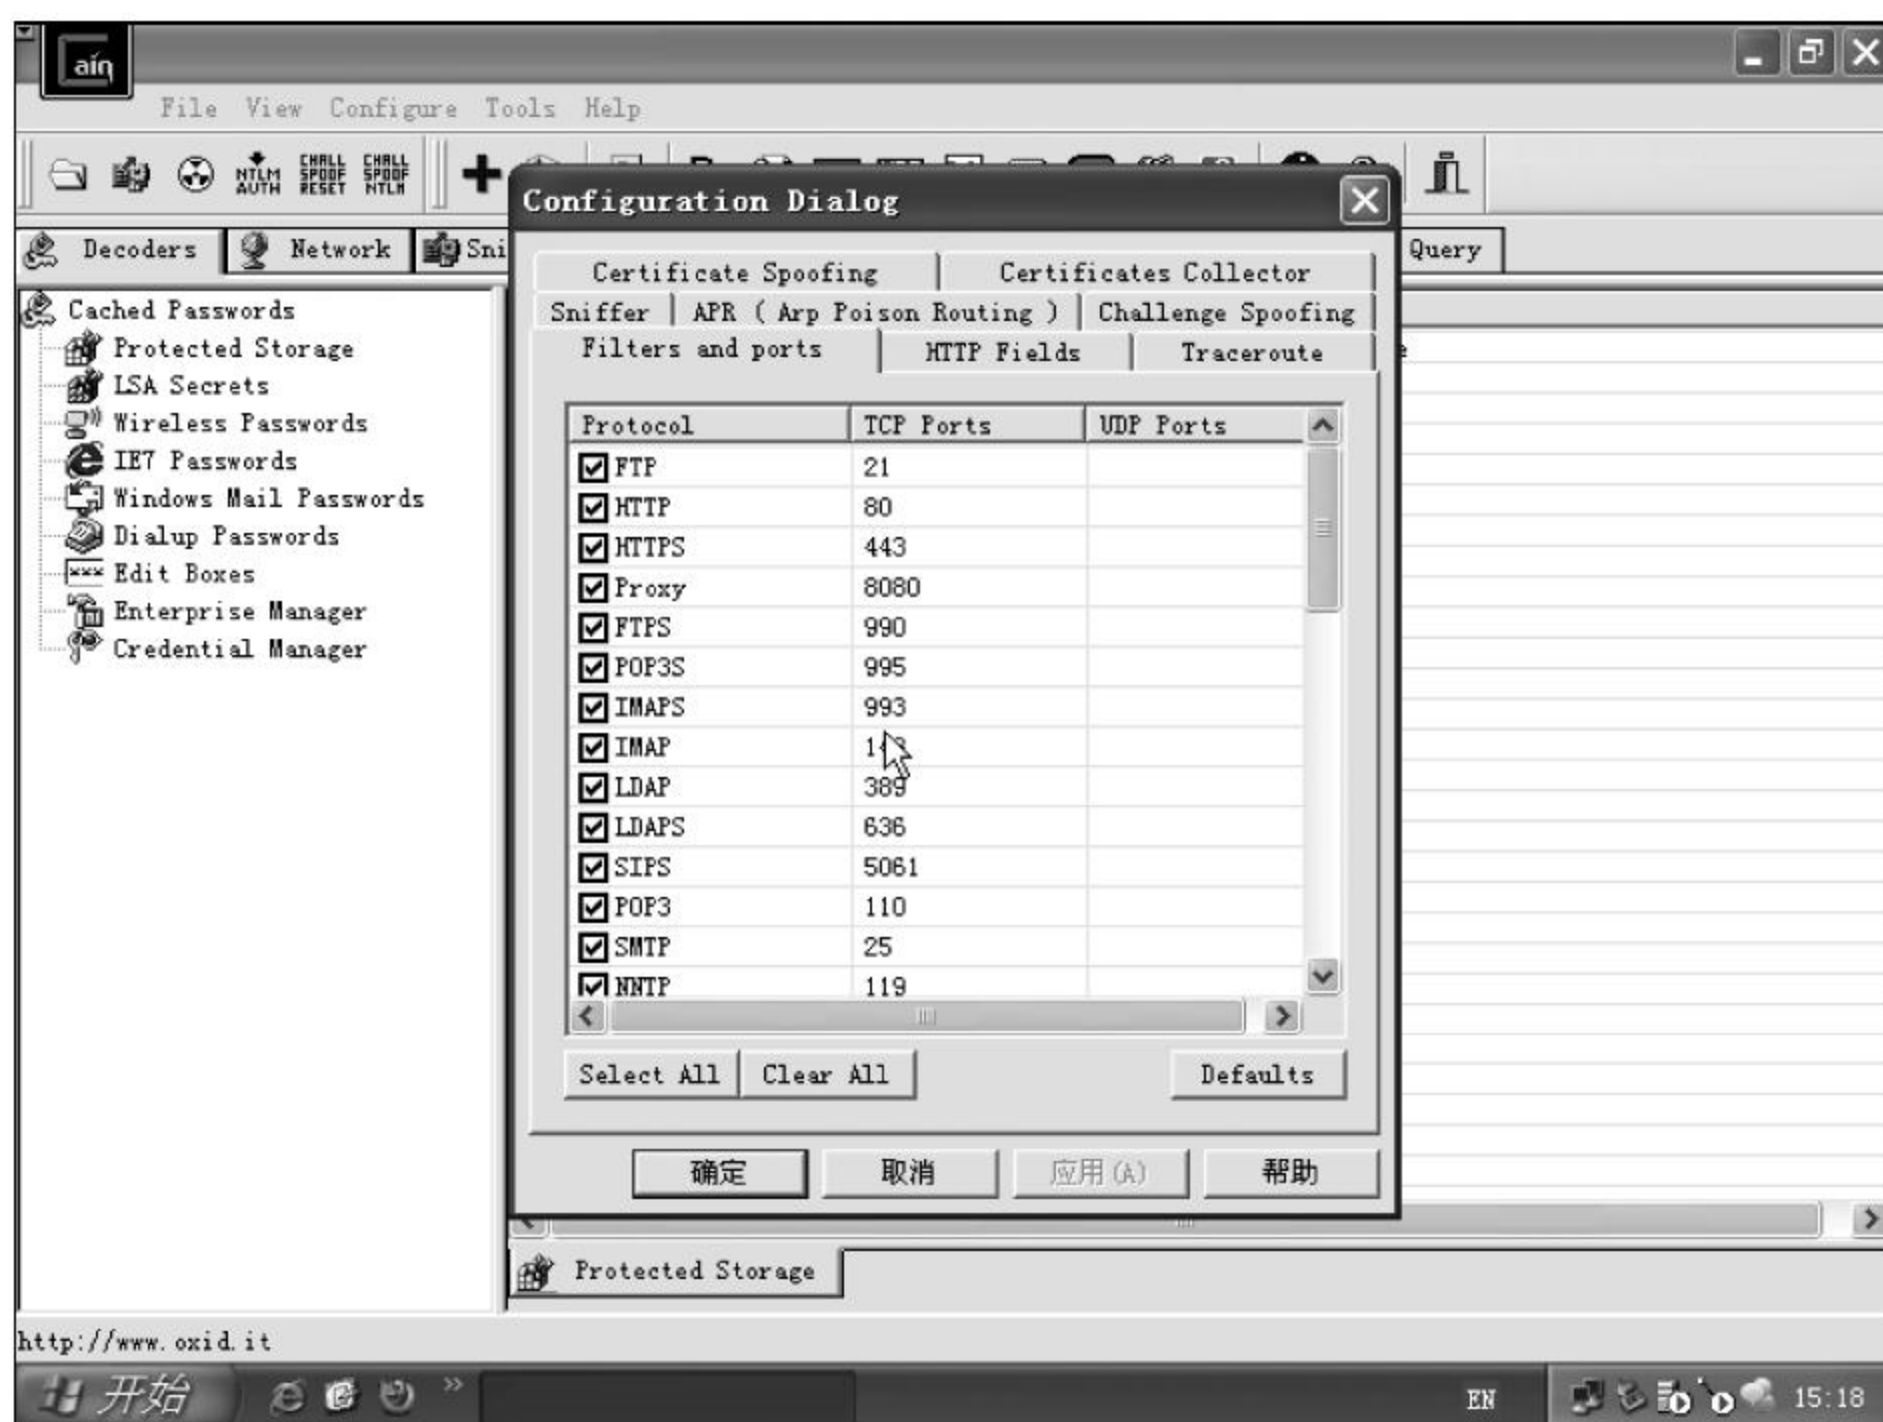 ain
File View Configure Tools Help
NTLM AUTH CHALL SPOOF RESET CHALL SPOOF NTLM
Configuration Dialog
Decoders Network Query
Certificate Spoofing Certificates Collector
Sniffer APR ( Arp Poison Routing ) Challenge Spoofing
Filters and ports HTTP Fields Traceroute
Cached Passwords
Protected Storage
LSA Secrets
Wireless Passwords
IE7 Passwords
Windows Mail Passwords
Dialup Passwords
Edit Boxes
Enterprise Manager
Credential Manager
Protocol TCP Ports UDP Ports
FTP 21
HTTP 80
HTTPS 443
Proxy 8080
FTPS 990
POP3S 995
IMAPS 993
IMAP
LDAP 389
LDAPS 636
SIPS 5061
POP3 110
SMTP 25
NNTP 119
Select All Clear All Defaults
确定 取消 应用(A) 帮助
Protected Storage
http://www.oxid.it
开始 EN 15:18